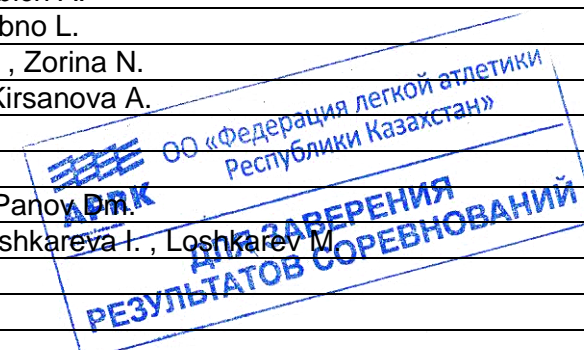 bno L.
, Zorina N.
Kirsanova A.
ОО «Федерация легкой атлетики
Республики Казахстан»
Panov Dm.
shkareva I. , Loshkarev M.
ДЛЯ ЗАВЕРЕНИЯ
РЕЗУЛЬТАТОВ СОРЕВНОВАНИЙ